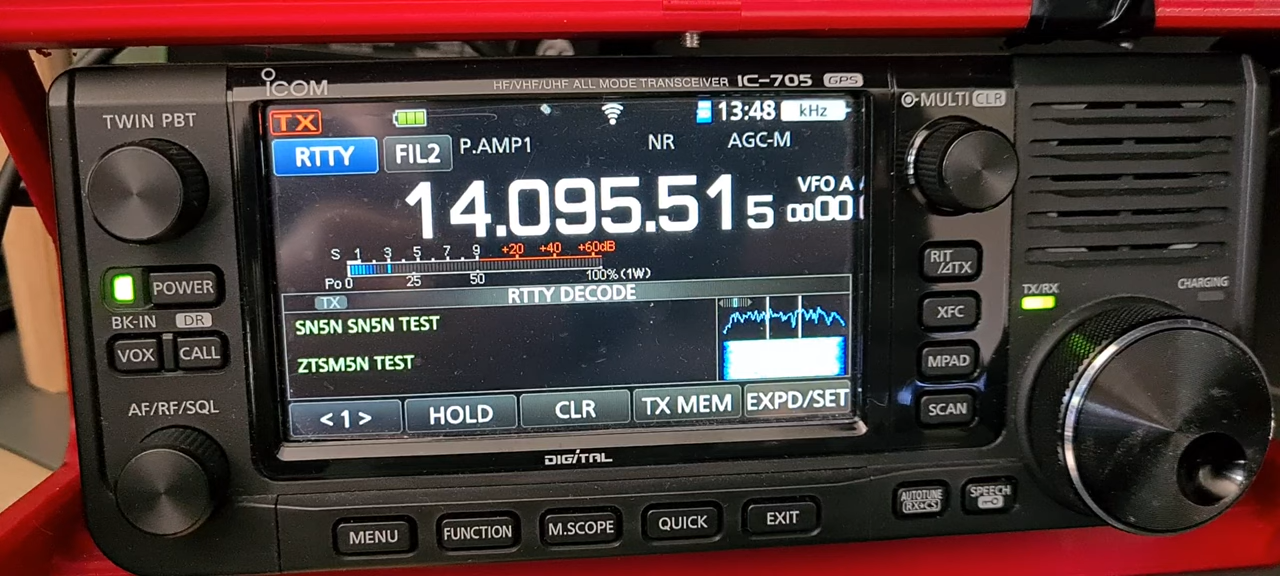 ICOM
HF/VHF/UHF ALL MODE TRANSCEIVER IC-705 GPS
TWIN PBT
TX 13:48 kHz
RTTY FIL2 P.AMP1 NR AGC-M
14.095.515 VFO A
00 00
S 1 3 5 7 9 +20 +40 +60dB
Po 0 25 50 100% (1W)
RTTY DECODE
TX
SN5N SN5N TEST
ZTSM5N TEST
< 1 > HOLD CLR TX MEM EXPD/SET
DIGITAL
POWER
BK-IN DR
VOX CALL
AF/RF/SQL
MENU FUNCTION M.SCOPE QUICK EXIT
MULTI CLR
RIT/⊿TX
XFC
MPAD
SCAN
TX/RX CHARGING
AUTOTUNE SPEECH
RX→CS